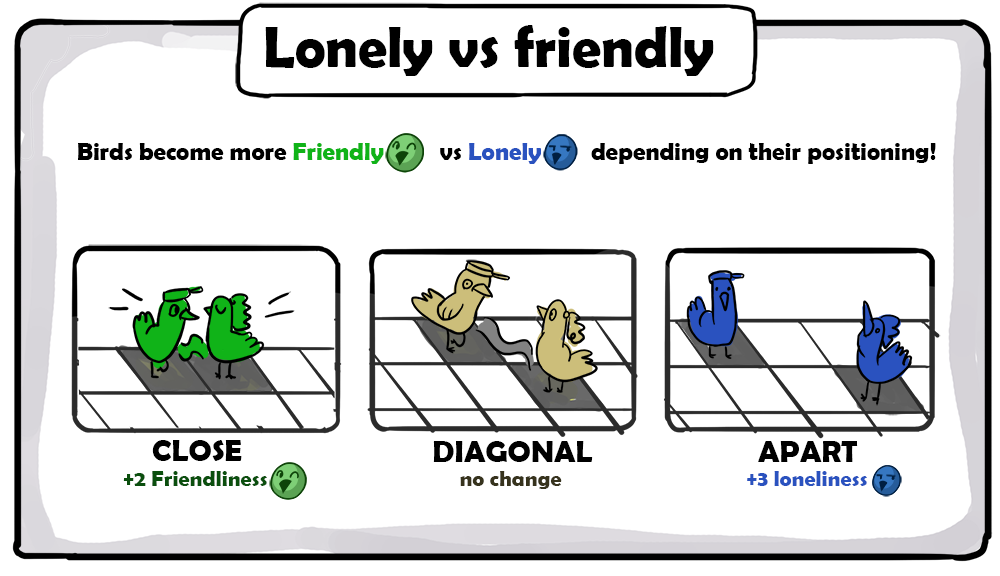 Lonely vs friendly
Birds become more Friendly vs Lonely depending on their positioning!
CLOSE
+2 Friendliness
DIAGONAL
no change
APART
+3 loneliness